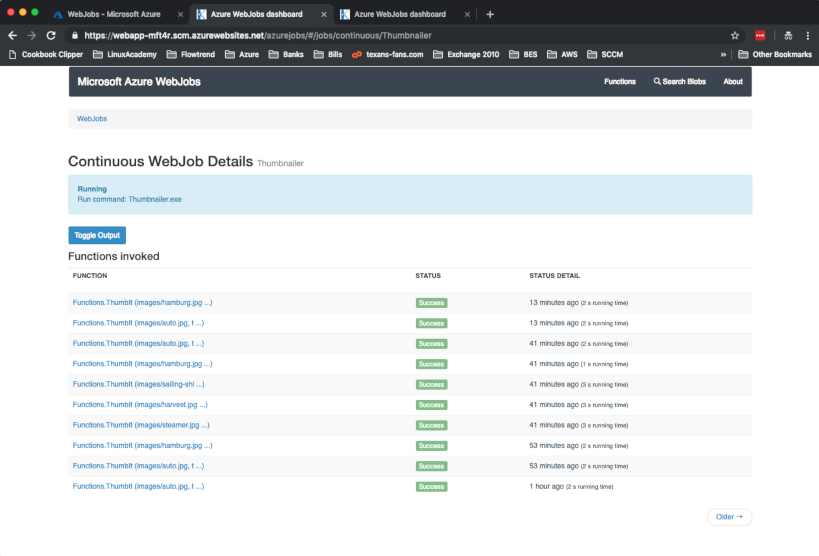 WebJobs - Microsoft Azure × Azure WebJobs dashboard × Azure WebJobs dashboard × +
https://webapp-mft4r.scm.azurewebsites.net/azurejobs/#/jobs/continuous/Thumbnailer
Cookbook Clipper LinuxAcademy Flowtrend Azure Banks Bills texans-fans.com Exchange 2010 BES AWS SCCM » Other Bookmarks
Microsoft Azure WebJobs Functions Search Blobs About
WebJobs
Continuous WebJob Details Thumbnailer
Running
Run command: Thumbnailer.exe
Toggle Output
Functions invoked
FUNCTION STATUS STATUS DETAIL
Functions.ThumbIt (images/hamburg.jpg ...) Success 13 minutes ago (2 s running time)
Functions.ThumbIt (images/auto.jpg, t ...) Success 13 minutes ago (2 s running time)
Functions.ThumbIt (images/auto.jpg, t ...) Success 41 minutes ago (2 s running time)
Functions.ThumbIt (images/hamburg.jpg ...) Success 41 minutes ago (1 s running time)
Functions.ThumbIt (images/sailing-shi ...) Success 41 minutes ago (3 s running time)
Functions.ThumbIt (images/harvest.jpg ...) Success 41 minutes ago (3 s running time)
Functions.ThumbIt (images/steamer.jpg ...) Success 41 minutes ago (3 s running time)
Functions.ThumbIt (images/hamburg.jpg ...) Success 53 minutes ago (2 s running time)
Functions.ThumbIt (images/auto.jpg, t ...) Success 53 minutes ago (2 s running time)
Functions.ThumbIt (images/auto.jpg, t ...) Success 1 hour ago (2 s running time)
Older →